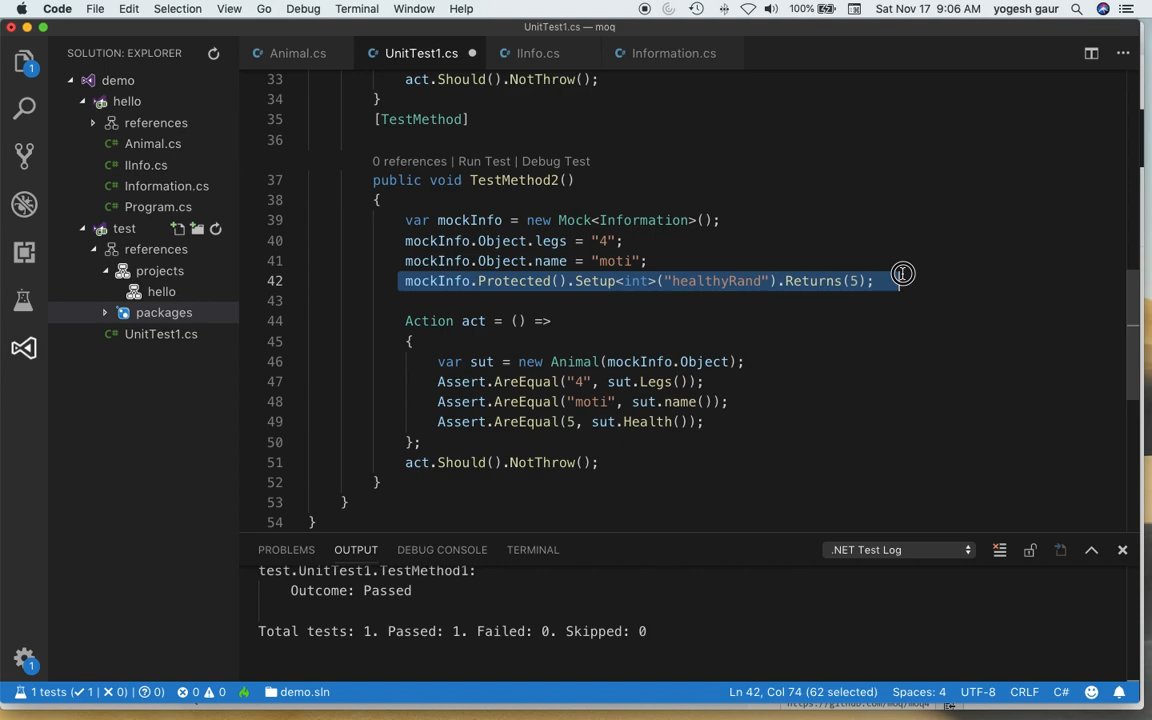 Code File Edit Selection View Go Debug Terminal Window Help 100% Sat Nov 17 9:06 AM yogesh gaur
UnitTest1.cs — moq
SOLUTION: EXPLORER
Animal.cs UnitTest1.cs IInfo.cs Information.cs
1
demo
hello
references
Animal.cs
IInfo.cs
Information.cs
Program.cs
test
references
projects
hello
packages
UnitTest1.cs
1
33 act.Should().NotThrow();
34 }
35 [TestMethod]
36
0 references | Run Test | Debug Test
37 public void TestMethod2()
38 {
39 var mockInfo = new Mock<Information>();
40 mockInfo.Object.legs = "4";
41 mockInfo.Object.name = "moti";
42 mockInfo.Protected().Setup<int>("healthyRand").Returns(5);
43
44 Action act = () =>
45 {
46 var sut = new Animal(mockInfo.Object);
47 Assert.AreEqual("4", sut.Legs());
48 Assert.AreEqual("moti", sut.name());
49 Assert.AreEqual(5, sut.Health());
50 };
51 act.Should().NotThrow();
52 }
53 }
54 }
PROBLEMS OUTPUT DEBUG CONSOLE TERMINAL .NET Test Log
test.UnitTest1.TestMethod1:
Outcome: Passed
Total tests: 1. Passed: 1. Failed: 0. Skipped: 0
1 tests (✓ 1 | ✕ 0) | ? 0) 0 0 demo.sln Ln 42, Col 74 (62 selected) Spaces: 4 UTF-8 CRLF C#
https://github.com/moq/moq4